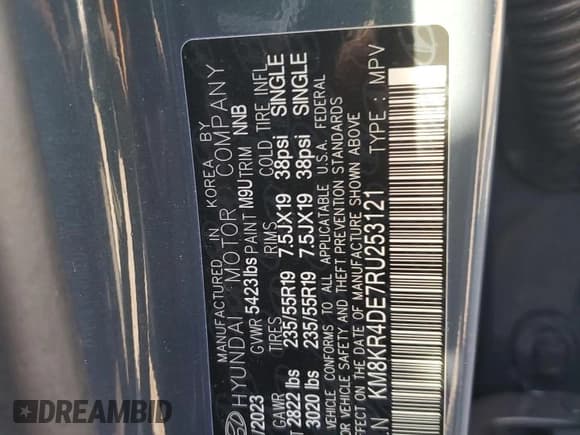 MANUFACTURED IN KOREA BY
HYUNDAI MOTOR COMPANY
/2023 GVWR 5423lbs PAINT M9U TRIM NNB
GAWR TIRES RIMS COLD TIRE INFL
T 2822 lbs 235/55R19 7.5JX19 38psi SINGLE
3020 lbs 235/55R19 7.5JX19 38psi SINGLE
VEHICLE CONFORMS TO ALL APPLICABLE U.S.A. FEDERAL
OR VEHICLE SAFETY AND THEFT PREVENTION STANDARDS
IN EFFECT ON THE DATE OF MANUFACTURE SHOWN ABOVE
I.N KM8KR4DE7RU253121 TYPE : MPV
DREAMBID